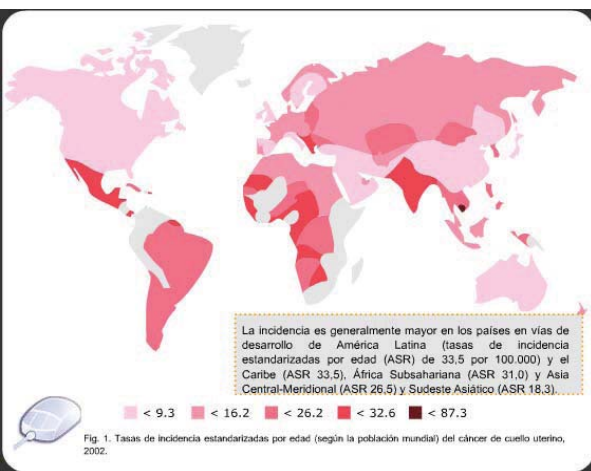 La incidencia es generalmente mayor en los países en vías de
desarrollo de América Latina (tasas de incidencia
estandarizadas por edad (ASR) de 33,5 por 100.000) y el
Caribe (ASR 33,5), África Subsahariana (ASR 31,0) y Asia
Central-Meridional (ASR 26,5) y Sudeste Asiático (ASR 18,3).
< 9.3 < 16.2 < 26.2 < 32.6 < 87.3
Fig. 1. Tasas de incidencia estandarizadas por edad (según la población mundial) del cáncer de cuello uterino,
2002.